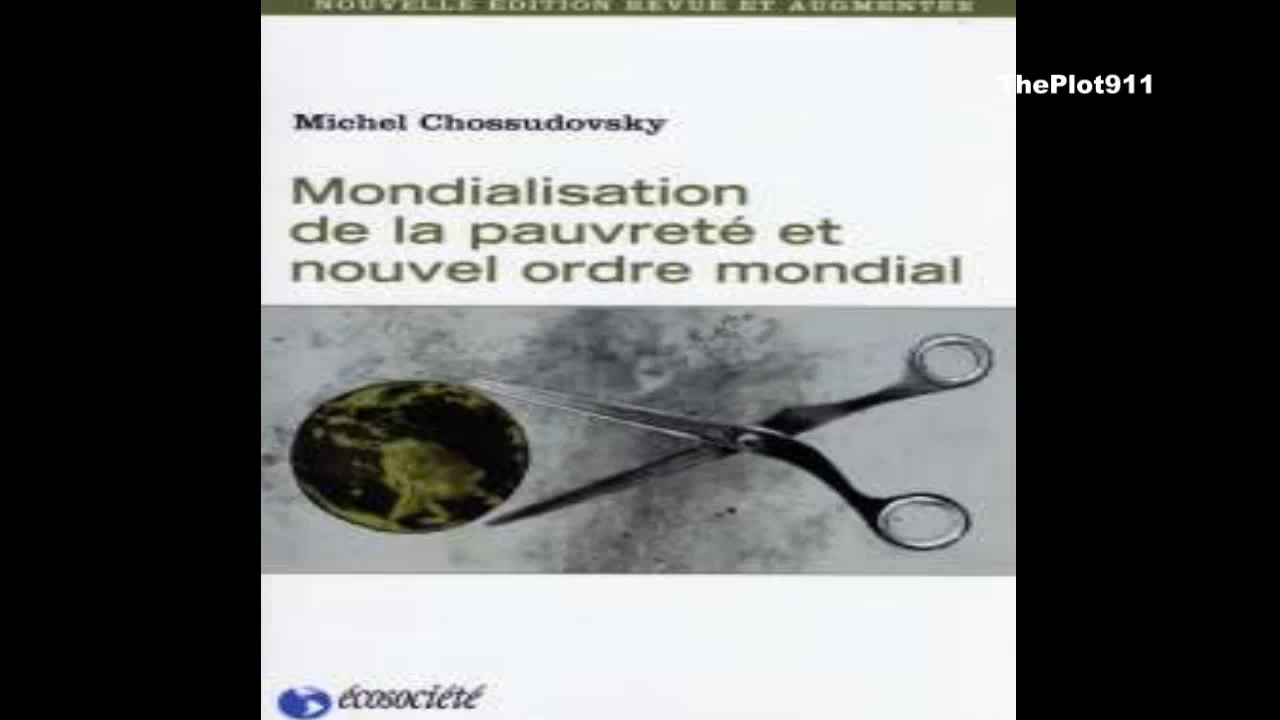 NOUVELLE ÉDITION REVUE ET AUGMENTÉE
ThePlot911
Michel Chossudovsky
Mondialisation
de la pauvreté et
nouvel ordre mondial
écosociété